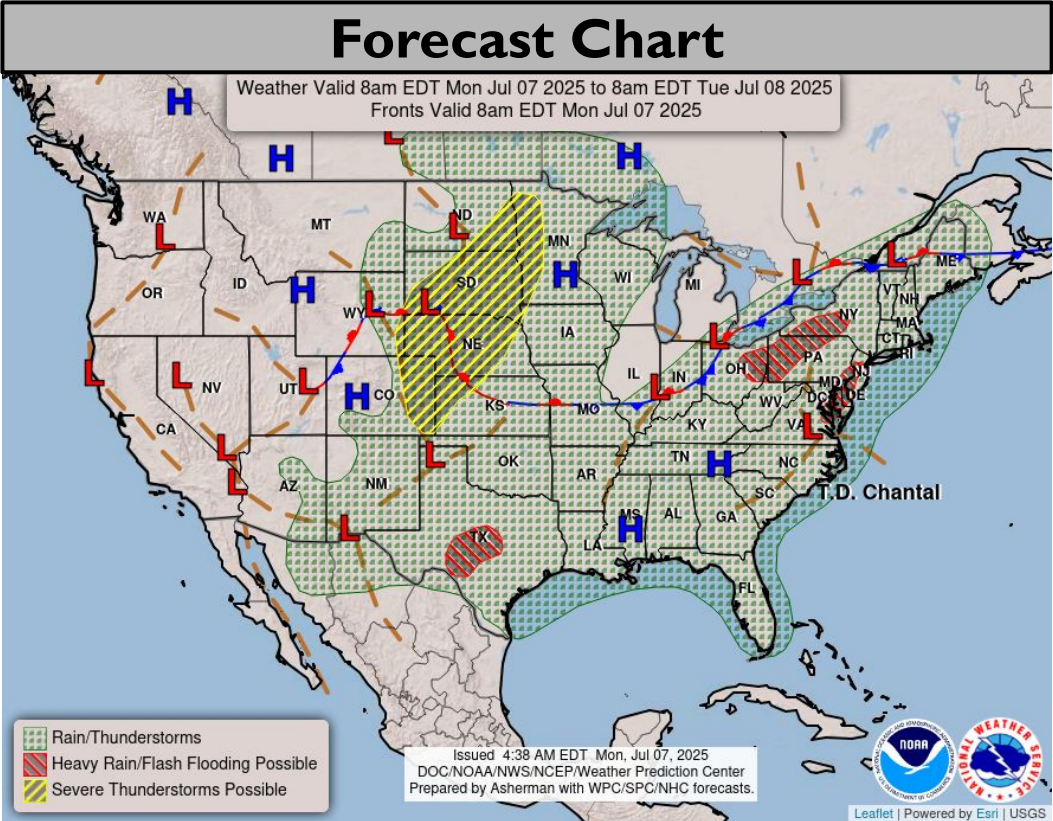 Forecast Chart
Weather Valid 8am EDT Mon Jul 07 2025 to 8am EDT Tue Jul 08 2025
Fronts Valid 8am EDT Mon Jul 07 2025
H
H
H
L
WA
L
MT
ND
L
MN
WI
MI
ME
L
L
OR
ID
H
WY
L
L
SD
H
VT
NH
NY
MA
CT
RI
L
NV
L
UT
L
H
CO
NE
IA
IL
IN
L
OH
L
PA
NJ
MD
DE
DC
CA
KS
MO
WV
VA
L
KY
L
L
AZ
NM
L
OK
AR
TN
H
NC
SC
T.D. Chantal
L
TX
LA
MS
H
AL
GA
FL
Rain/Thunderstorms
Heavy Rain/Flash Flooding Possible
Severe Thunderstorms Possible
Issued 4:38 AM EDT Mon, Jul 07, 2025
DOC/NOAA/NWS/NCEP/Weather Prediction Center
Prepared by Asherman with WPC/SPC/NHC forecasts.
NOAA
NATIONAL WEATHER SERVICE
Leaflet | Powered by Esri | USGS